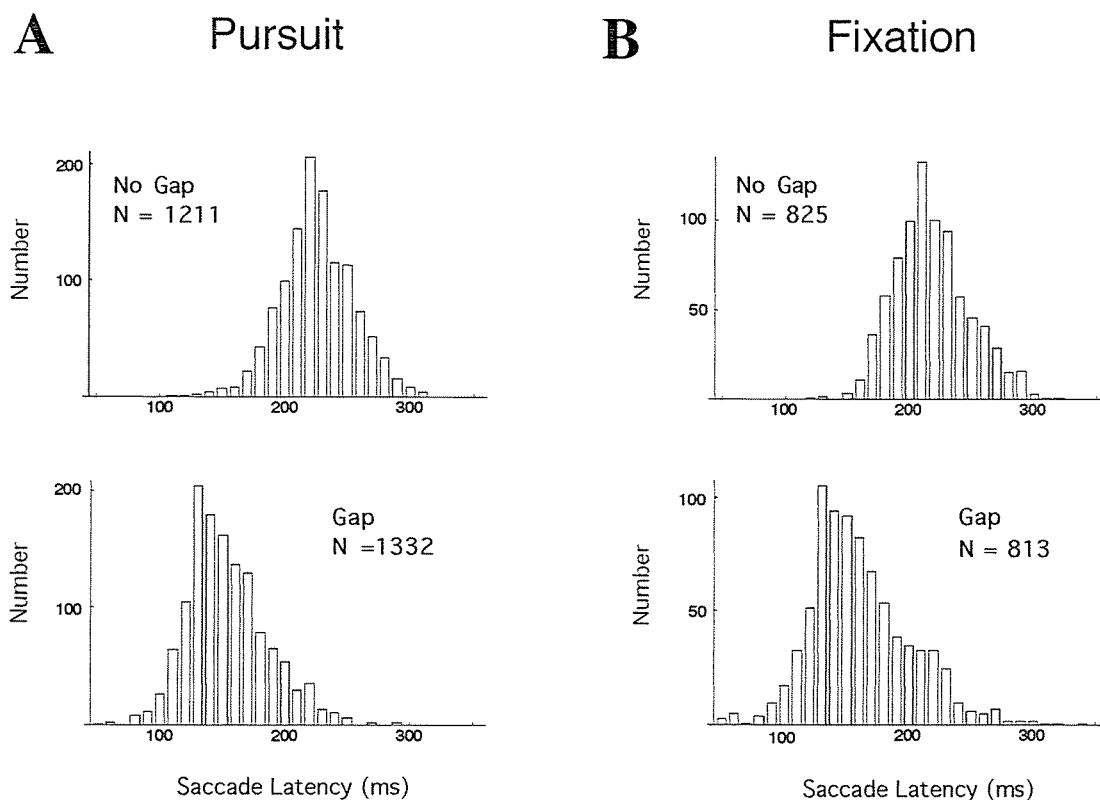 A Pursuit
B Fixation
No Gap
N = 1211
Number
200
100
100 200 300
No Gap
N = 825
Number
100
50
100 200 300
Gap
N =1332
Number
200
100
100 200 300
Saccade Latency (ms)
Gap
N = 813
Number
100
50
100 200 300
Saccade Latency (ms)